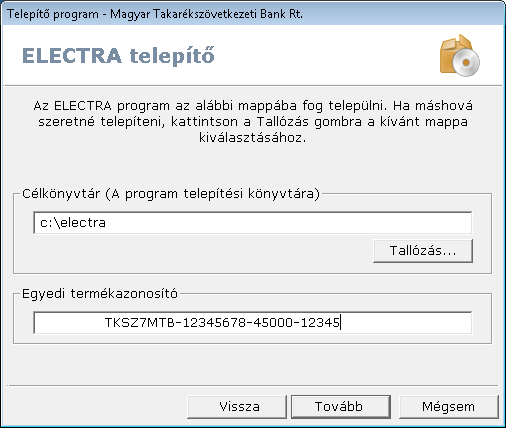 Telepítő program - Magyar Takarékszövetkezeti Bank Rt.
ELECTRA telepítő
Az ELECTRA program az alábbi mappába fog települni. Ha máshová
szeretné telepíteni, kattintson a Tallózás gombra a kívánt mappa
kiválasztásához.
Célkönyvtár (A program telepítési könyvtára)
c:\electra
Tallózás...
Egyedi termékazonosító
TKSZ7MTB-12345678-45000-12345
Vissza
Tovább
Mégsem